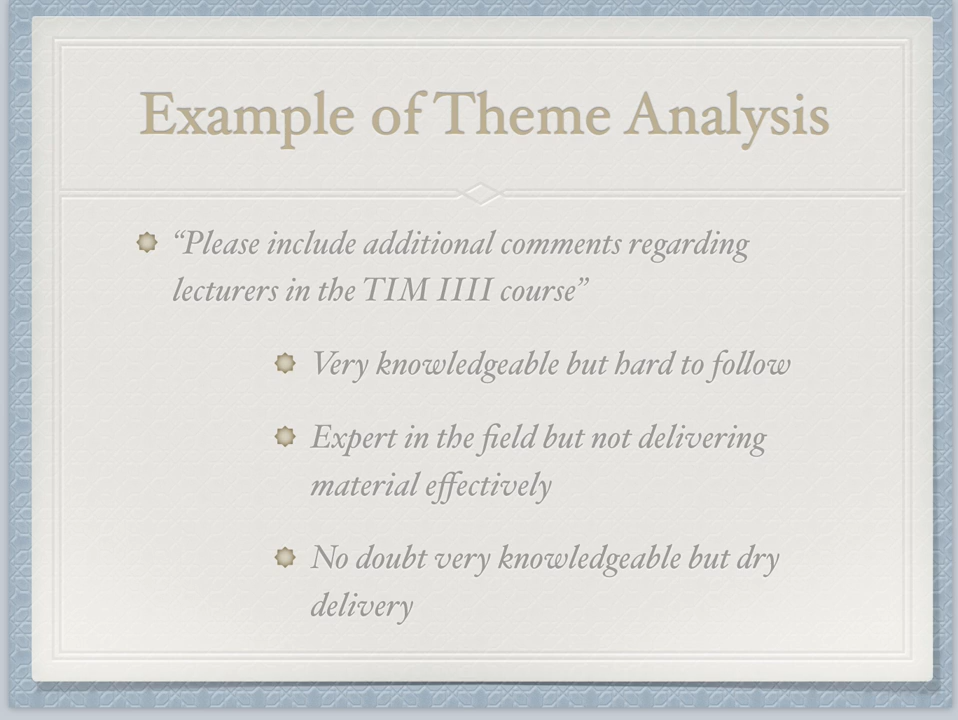 Example of Theme Analysis
“Please include additional comments regarding
lecturers in the TIM IIII course”
Very knowledgeable but hard to follow
Expert in the field but not delivering
material effectively
No doubt very knowledgeable but dry
delivery